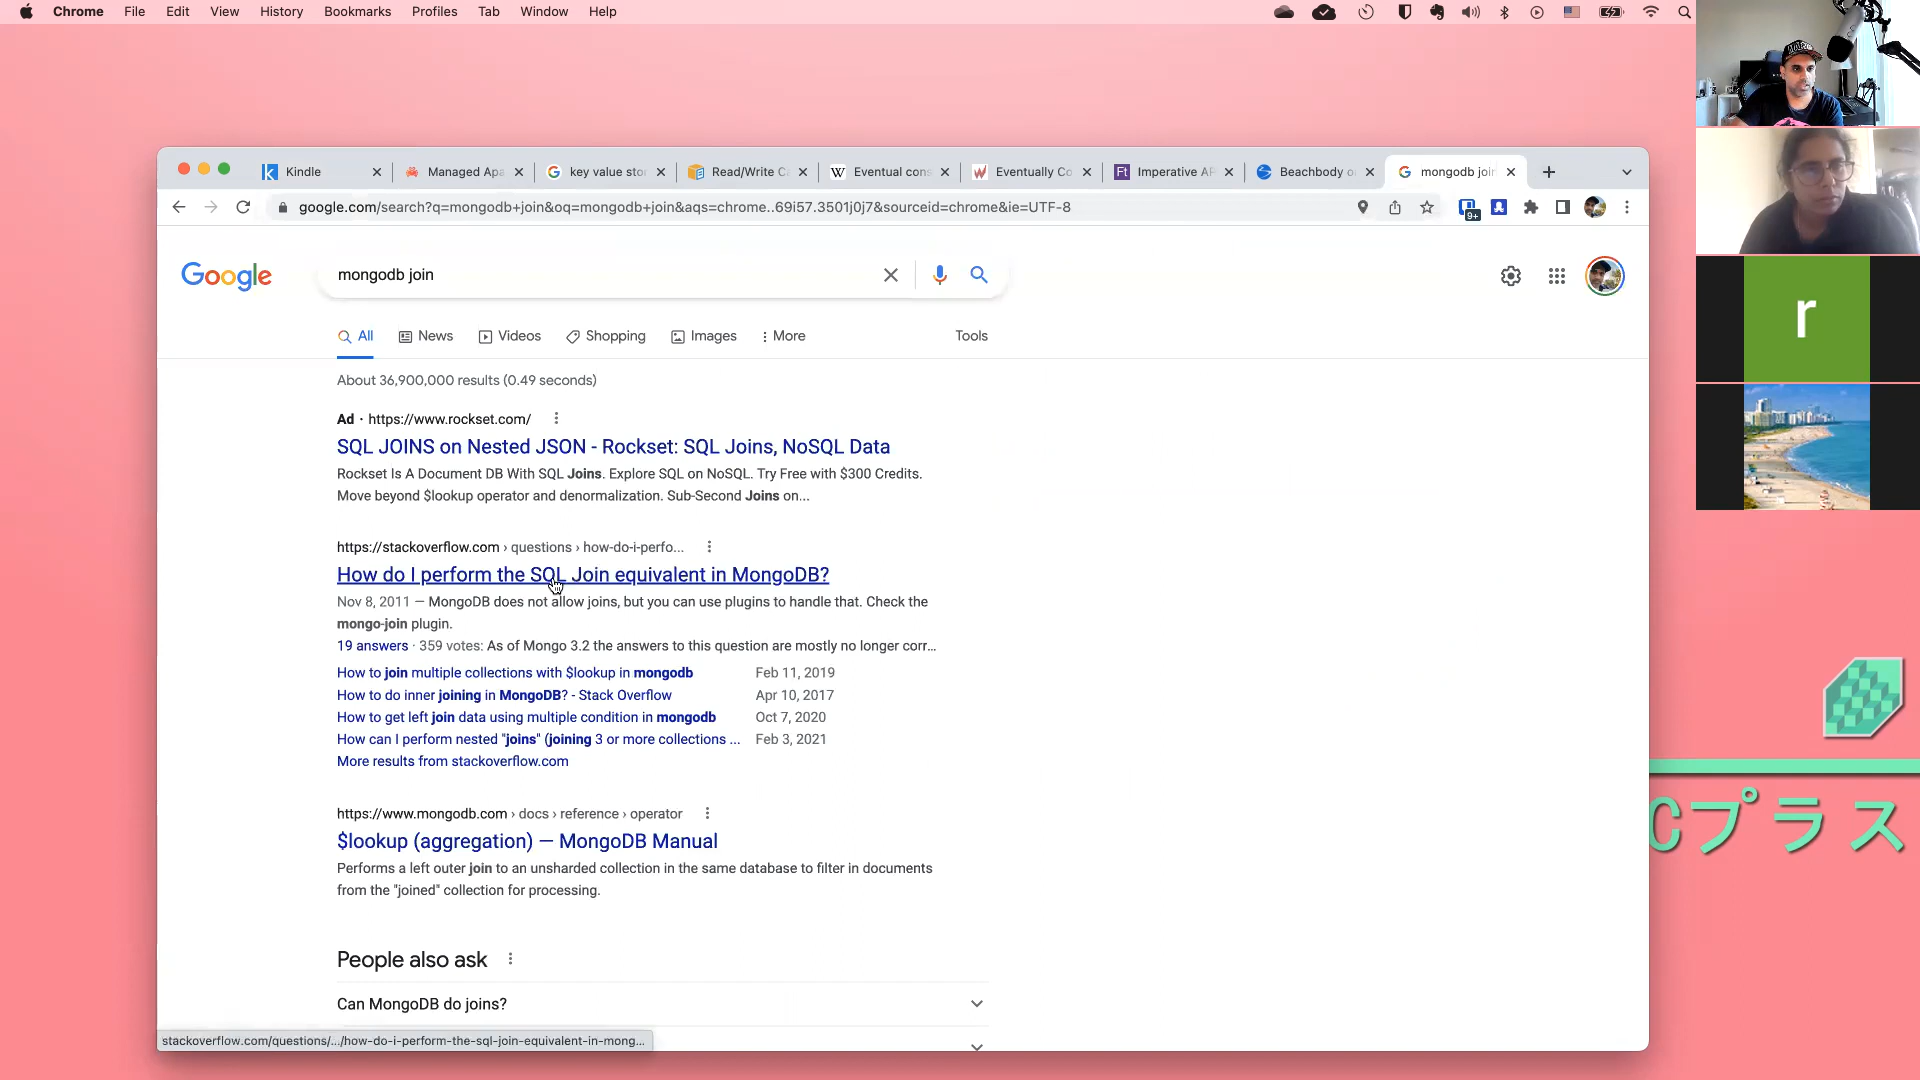 Chrome File Edit View History Bookmarks Profiles Tab Window Help
Kindle Managed Apa key value stor Read/Write Ca Eventual cons Eventually Co Imperative AP Beachbody o mongodb join
google.com/search?q=mongodb+join&oq=mongodb+join&aqs=chrome..69i57.3501j0j7&sourceid=chrome&ie=UTF-8
9+
Google mongodb join
All News Videos Shopping Images More Tools
About 36,900,000 results (0.49 seconds)
Ad · https://www.rockset.com/
SQL JOINS on Nested JSON - Rockset: SQL Joins, NoSQL Data
Rockset Is A Document DB With SQL Joins. Explore SQL on NoSQL. Try Free with $300 Credits.
Move beyond $lookup operator and denormalization. Sub-Second Joins on...
https://stackoverflow.com › questions › how-do-i-perfo...
How do I perform the SQL Join equivalent in MongoDB?
Nov 8, 2011 — MongoDB does not allow joins, but you can use plugins to handle that. Check the
mongo-join plugin.
19 answers · 359 votes: As of Mongo 3.2 the answers to this question are mostly no longer corr...
How to join multiple collections with $lookup in mongodb Feb 11, 2019
How to do inner joining in MongoDB? - Stack Overflow Apr 10, 2017
How to get left join data using multiple condition in mongodb Oct 7, 2020
How can I perform nested "joins" (joining 3 or more collections ... Feb 3, 2021
More results from stackoverflow.com
https://www.mongodb.com › docs › reference › operator
$lookup (aggregation) — MongoDB Manual
Performs a left outer join to an unsharded collection in the same database to filter in documents
from the "joined" collection for processing.
People also ask
Can MongoDB do joins?
stackoverflow.com/questions/.../how-do-i-perform-the-sql-join-equivalent-in-mong...
r
Cプラス